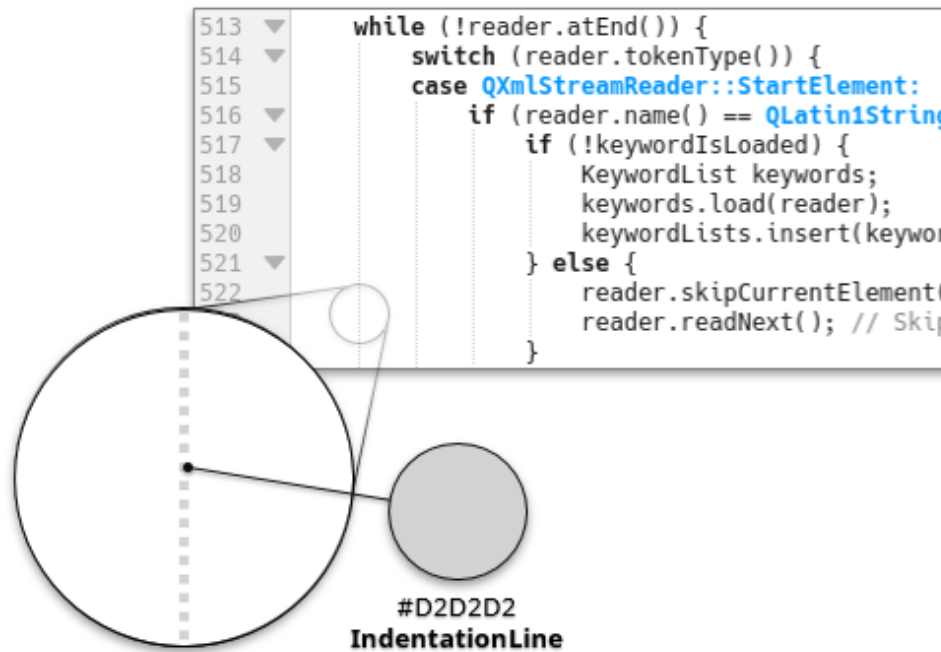 513 while (!reader.atEnd()) {
514 switch (reader.tokenType()) {
515 case QXmlStreamReader::StartElement:
516 if (reader.name() == QLatin1String
517 if (!keywordIsLoaded) {
518 KeywordList keywords;
519 keywords.load(reader);
520 keywordLists.insert(keywor
521 } else {
522 reader.skipCurrentElement(
reader.readNext(); // Skip
}
#D2D2D2
IndentationLine